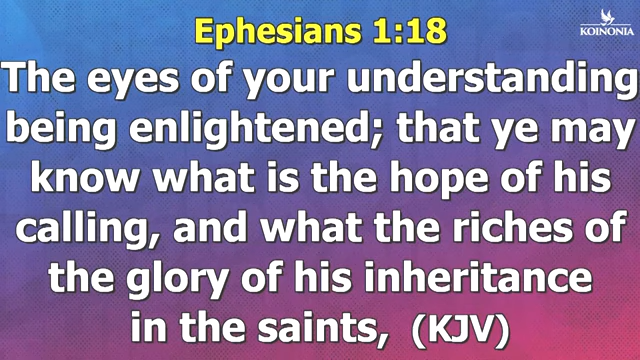 KOINONIA
Ephesians 1:18
The eyes of your understanding
being enlightened; that ye may
know what is the hope of his
calling, and what the riches of
the glory of his inheritance
in the saints, (KJV)